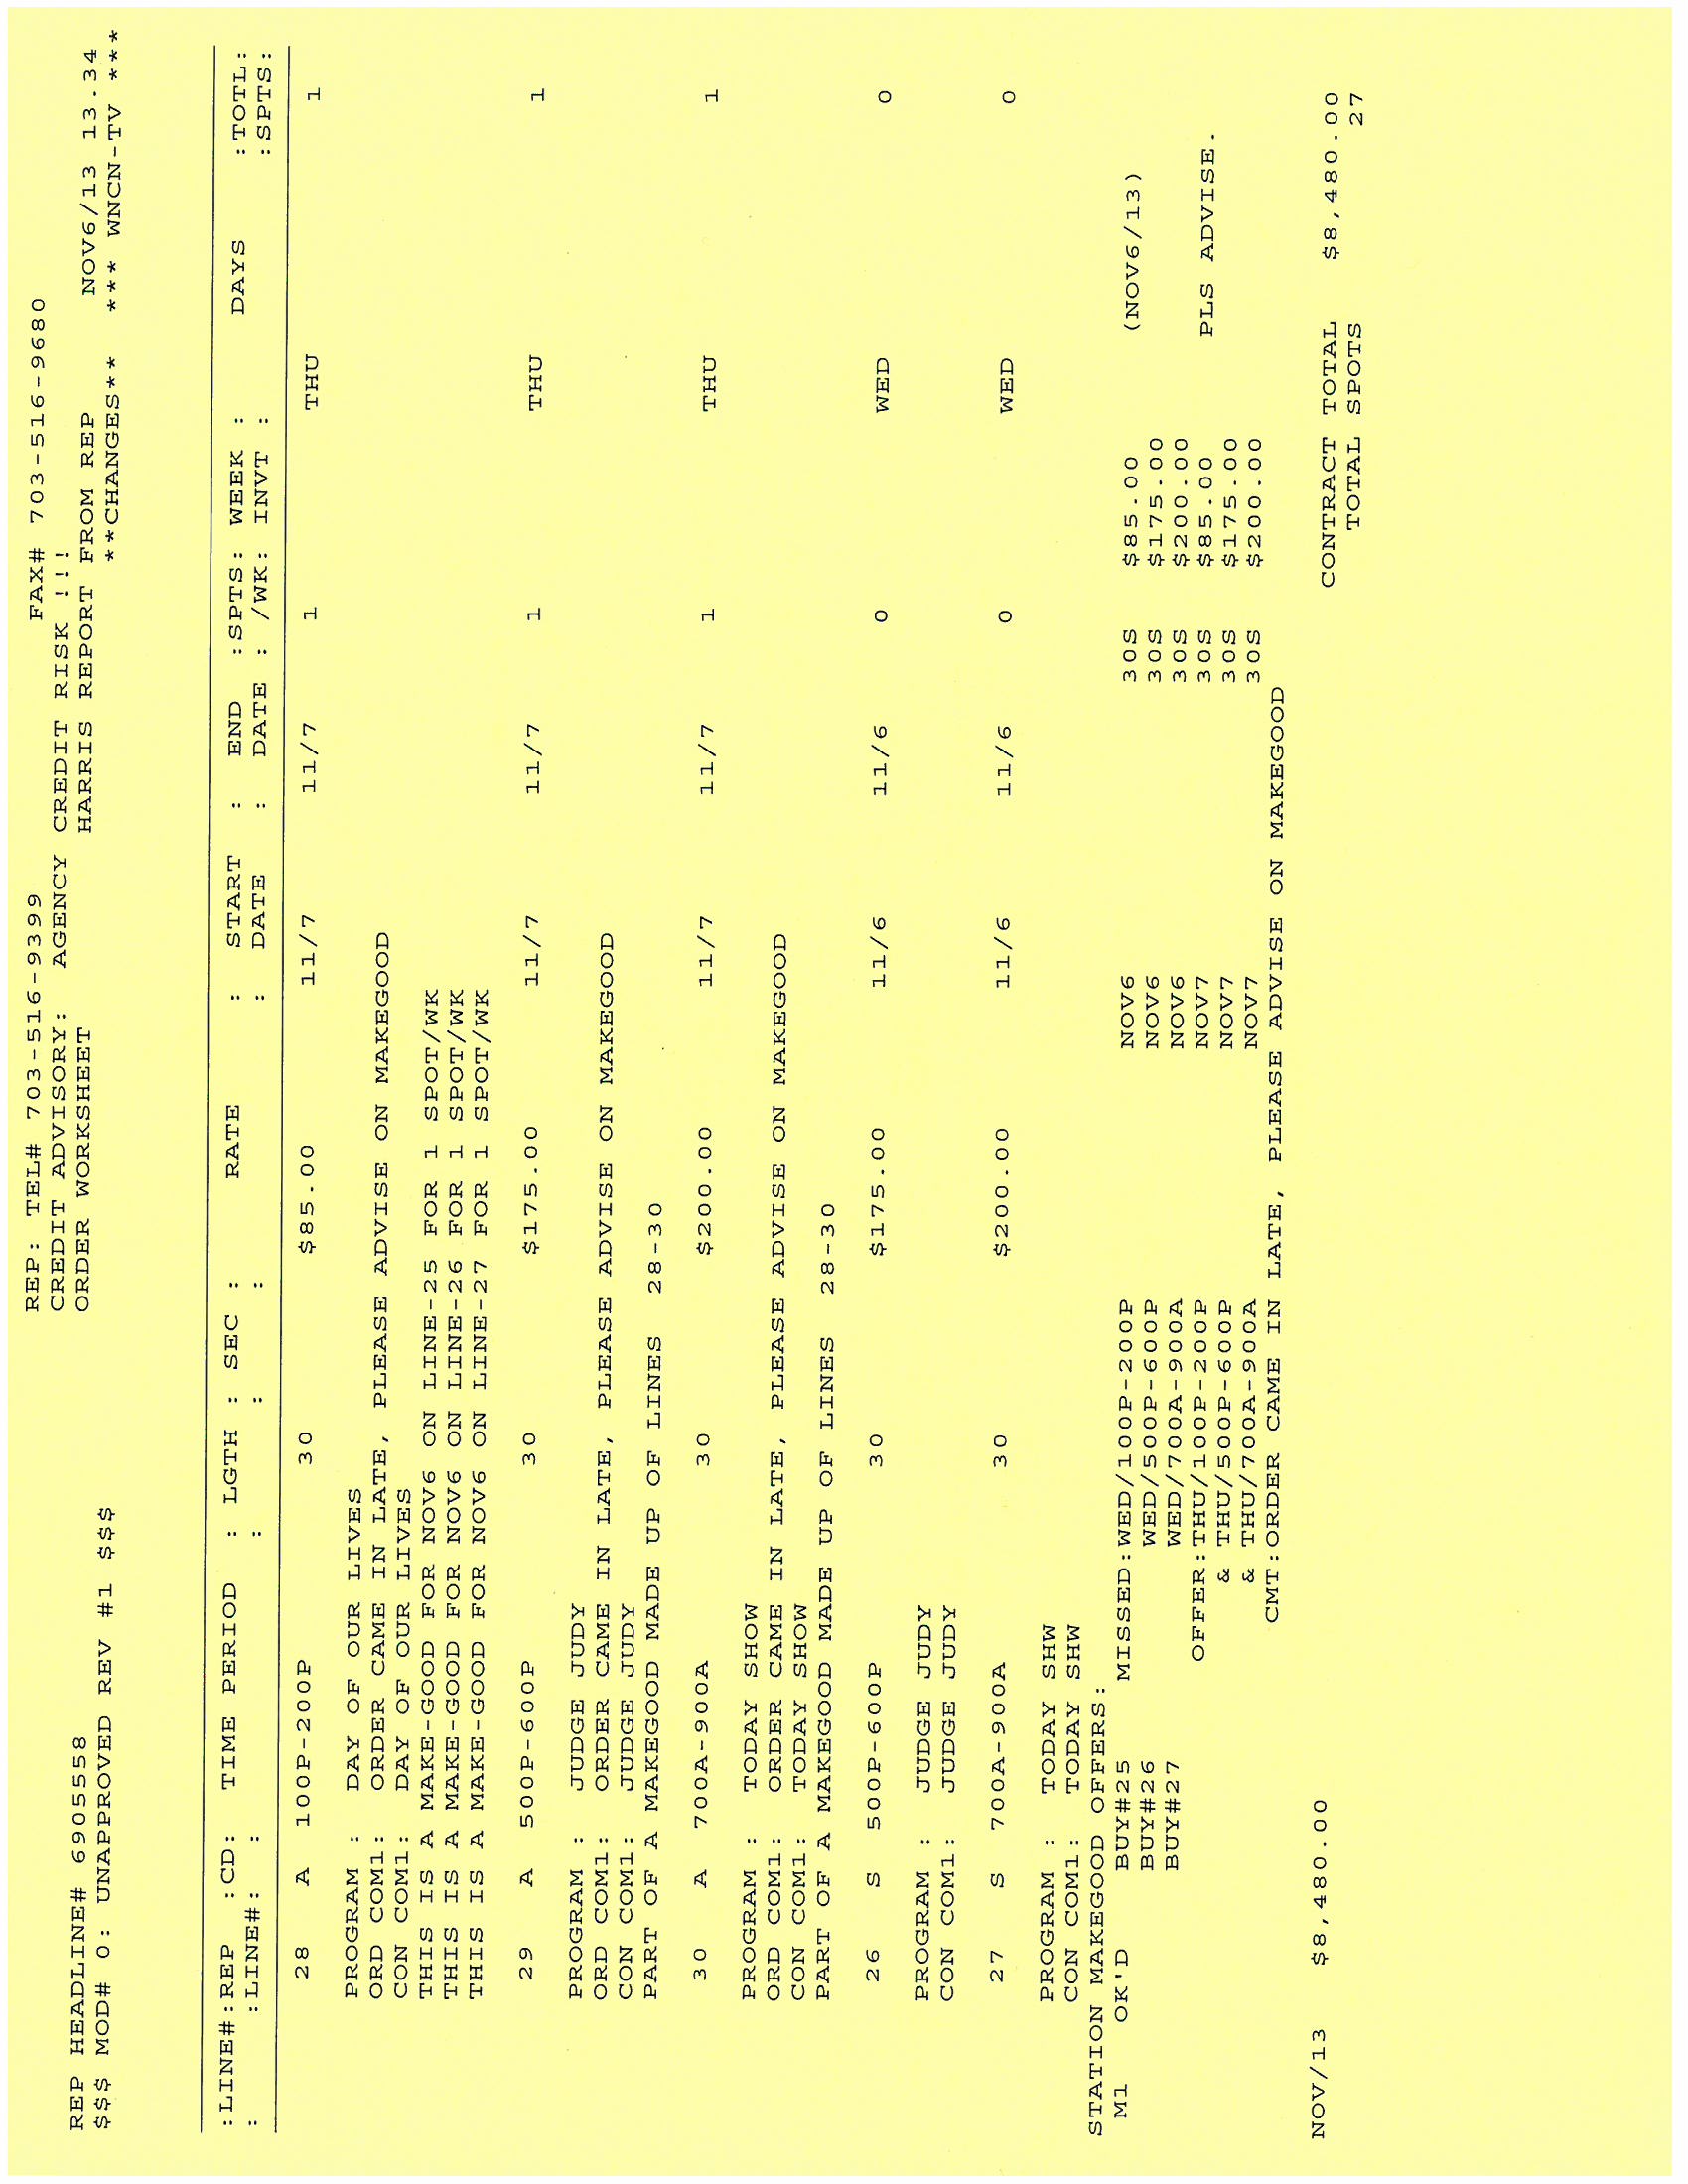 REP: TEL# 703-516-9399 FAX# 703-516-9680
CREDIT ADVISORY: AGENCY CREDIT RISK !!!
REP HEADLINE# 6905558 ORDER WORKSHEET HARRIS REPORT FROM REP NOV6/13 13.34
$$$ MOD# 0: UNAPPROVED REV #1 $$$ **CHANGES** *** WNCN-TV ***
:LINE#:REP :CD: TIME PERIOD : LGTH : SEC : RATE : START : END :SPTS: WEEK : DAYS :TOTL:
: :LINE#: : : : : : DATE : DATE : /WK: INVT : :SPTS:
28 A 100P-200P 30 $85.00 11/7 11/7 1 THU 1
PROGRAM : DAY OF OUR LIVES
ORD COM1: ORDER CAME IN LATE, PLEASE ADVISE ON MAKEGOOD
CON COM1: DAY OF OUR LIVES
THIS IS A MAKE-GOOD FOR NOV6 ON LINE-25 FOR 1 SPOT/WK
THIS IS A MAKE-GOOD FOR NOV6 ON LINE-26 FOR 1 SPOT/WK
THIS IS A MAKE-GOOD FOR NOV6 ON LINE-27 FOR 1 SPOT/WK
29 A 500P-600P 30 $175.00 11/7 11/7 1 THU 1
PROGRAM : JUDGE JUDY
ORD COM1: ORDER CAME IN LATE, PLEASE ADVISE ON MAKEGOOD
CON COM1: JUDGE JUDY
PART OF A MAKEGOOD MADE UP OF LINES 28-30
30 A 700A-900A 30 $200.00 11/7 11/7 1 THU 1
PROGRAM : TODAY SHOW
ORD COM1: ORDER CAME IN LATE, PLEASE ADVISE ON MAKEGOOD
CON COM1: TODAY SHOW
PART OF A MAKEGOOD MADE UP OF LINES 28-30
26 S 500P-600P 30 $175.00 11/6 11/6 0 WED 0
PROGRAM : JUDGE JUDY
CON COM1: JUDGE JUDY
27 S 700A-900A 30 $200.00 11/6 11/6 0 WED 0
PROGRAM : TODAY SHW
CON COM1: TODAY SHW
STATION MAKEGOOD OFFERS:
M1 OK'D BUY#25 MISSED:WED/100P-200P NOV6 30S $85.00 (NOV6/13)
BUY#26 WED/500P-600P NOV6 30S $175.00
BUY#27 WED/700A-900A NOV6 30S $200.00
OFFER:THU/100P-200P NOV7 30S $85.00 PLS ADVISE.
& THU/500P-600P NOV7 30S $175.00
& THU/700A-900A NOV7 30S $200.00
CMT:ORDER CAME IN LATE, PLEASE ADVISE ON MAKEGOOD
NOV/13 $8,480.00 CONTRACT TOTAL $8,480.00
TOTAL SPOTS 27